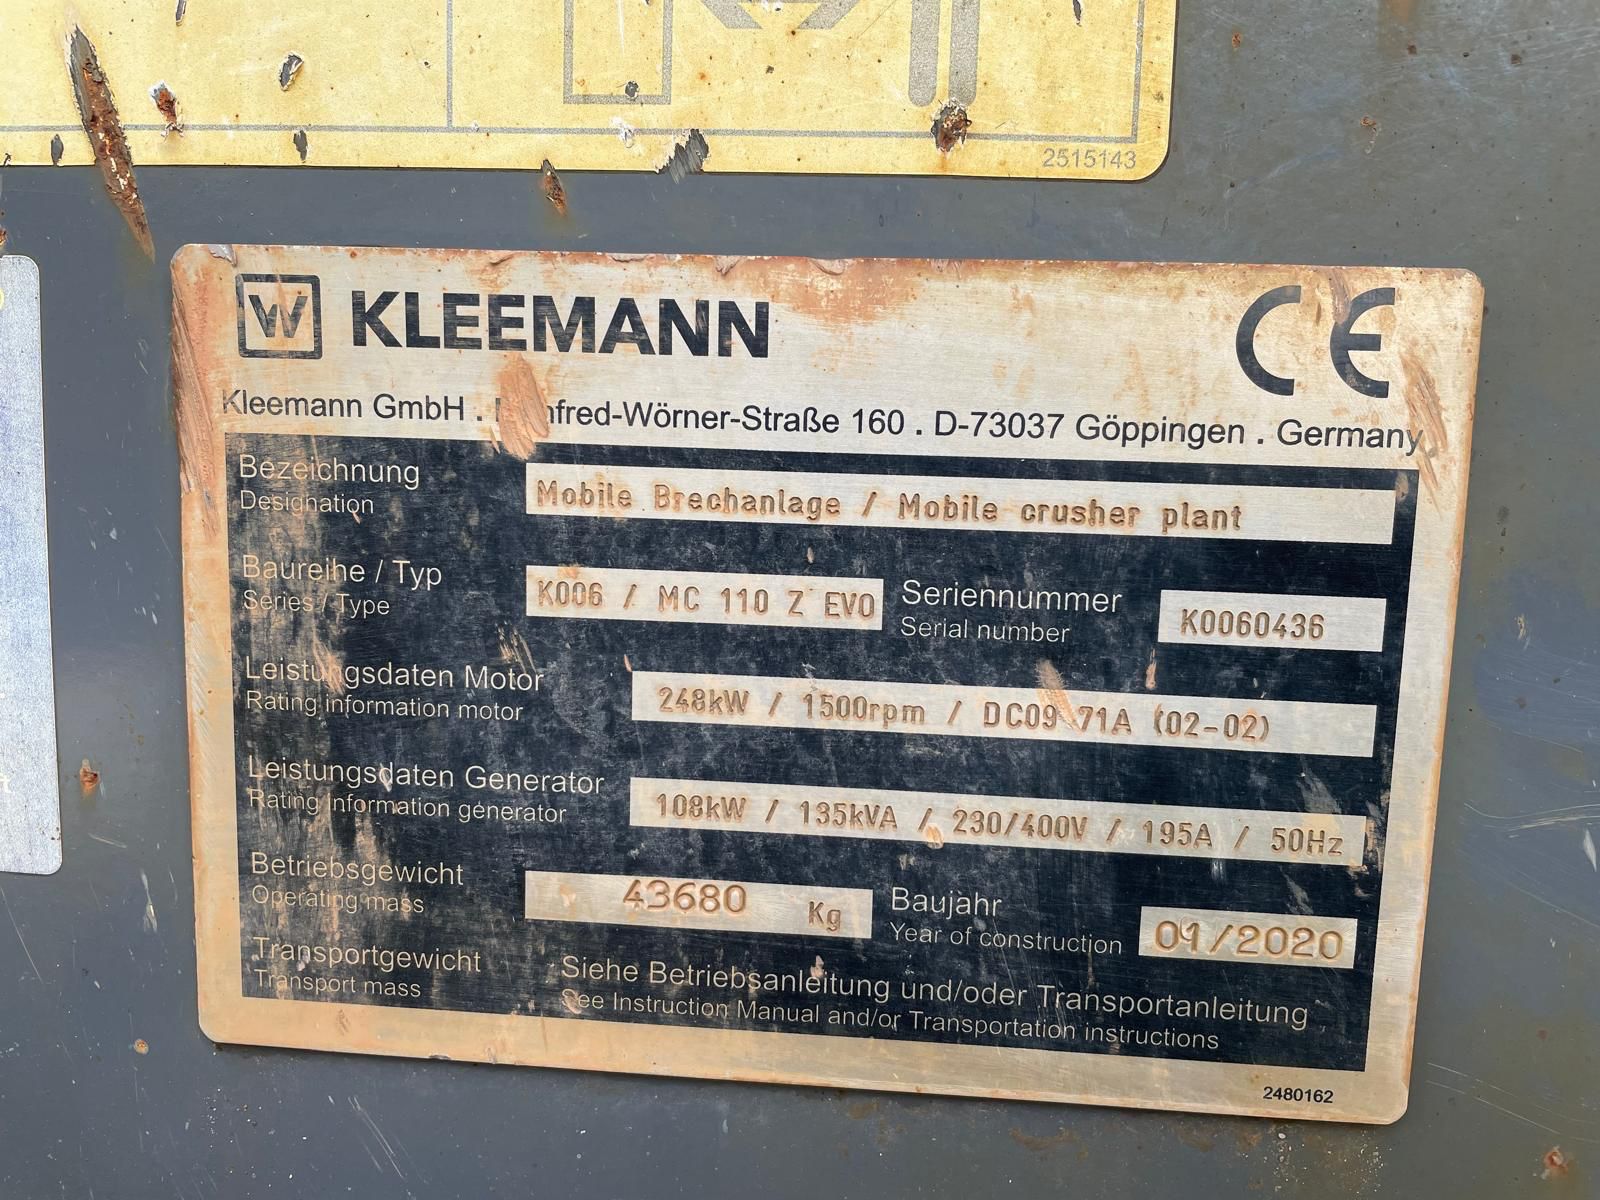 2515143
W KLEEMANN CE
Kleemann GmbH . Manfred-Wörner-Straße 160 . D-73037 Göppingen . Germany
Bezeichnung
Designation
Mobile Brechanlage / Mobile crusher plant
Baureihe / Typ
Series / Type
K006 / MC 110 Z EVO
Seriennummer
Serial number
K0060436
Leistungsdaten Motor
Rating information motor
248kW / 1500rpm / DC09 71A (02-02)
Leistungsdaten Generator
Rating information generator
108kW / 135kVA / 230/400V / 195A / 50Hz
Betriebsgewicht
Operating mass
43680 Kg
Baujahr
Year of construction
01/2020
Transportgewicht
Transport mass
Siehe Betriebsanleitung und/oder Transportanleitung
See Instruction Manual and/or Transportation instructions
2480162